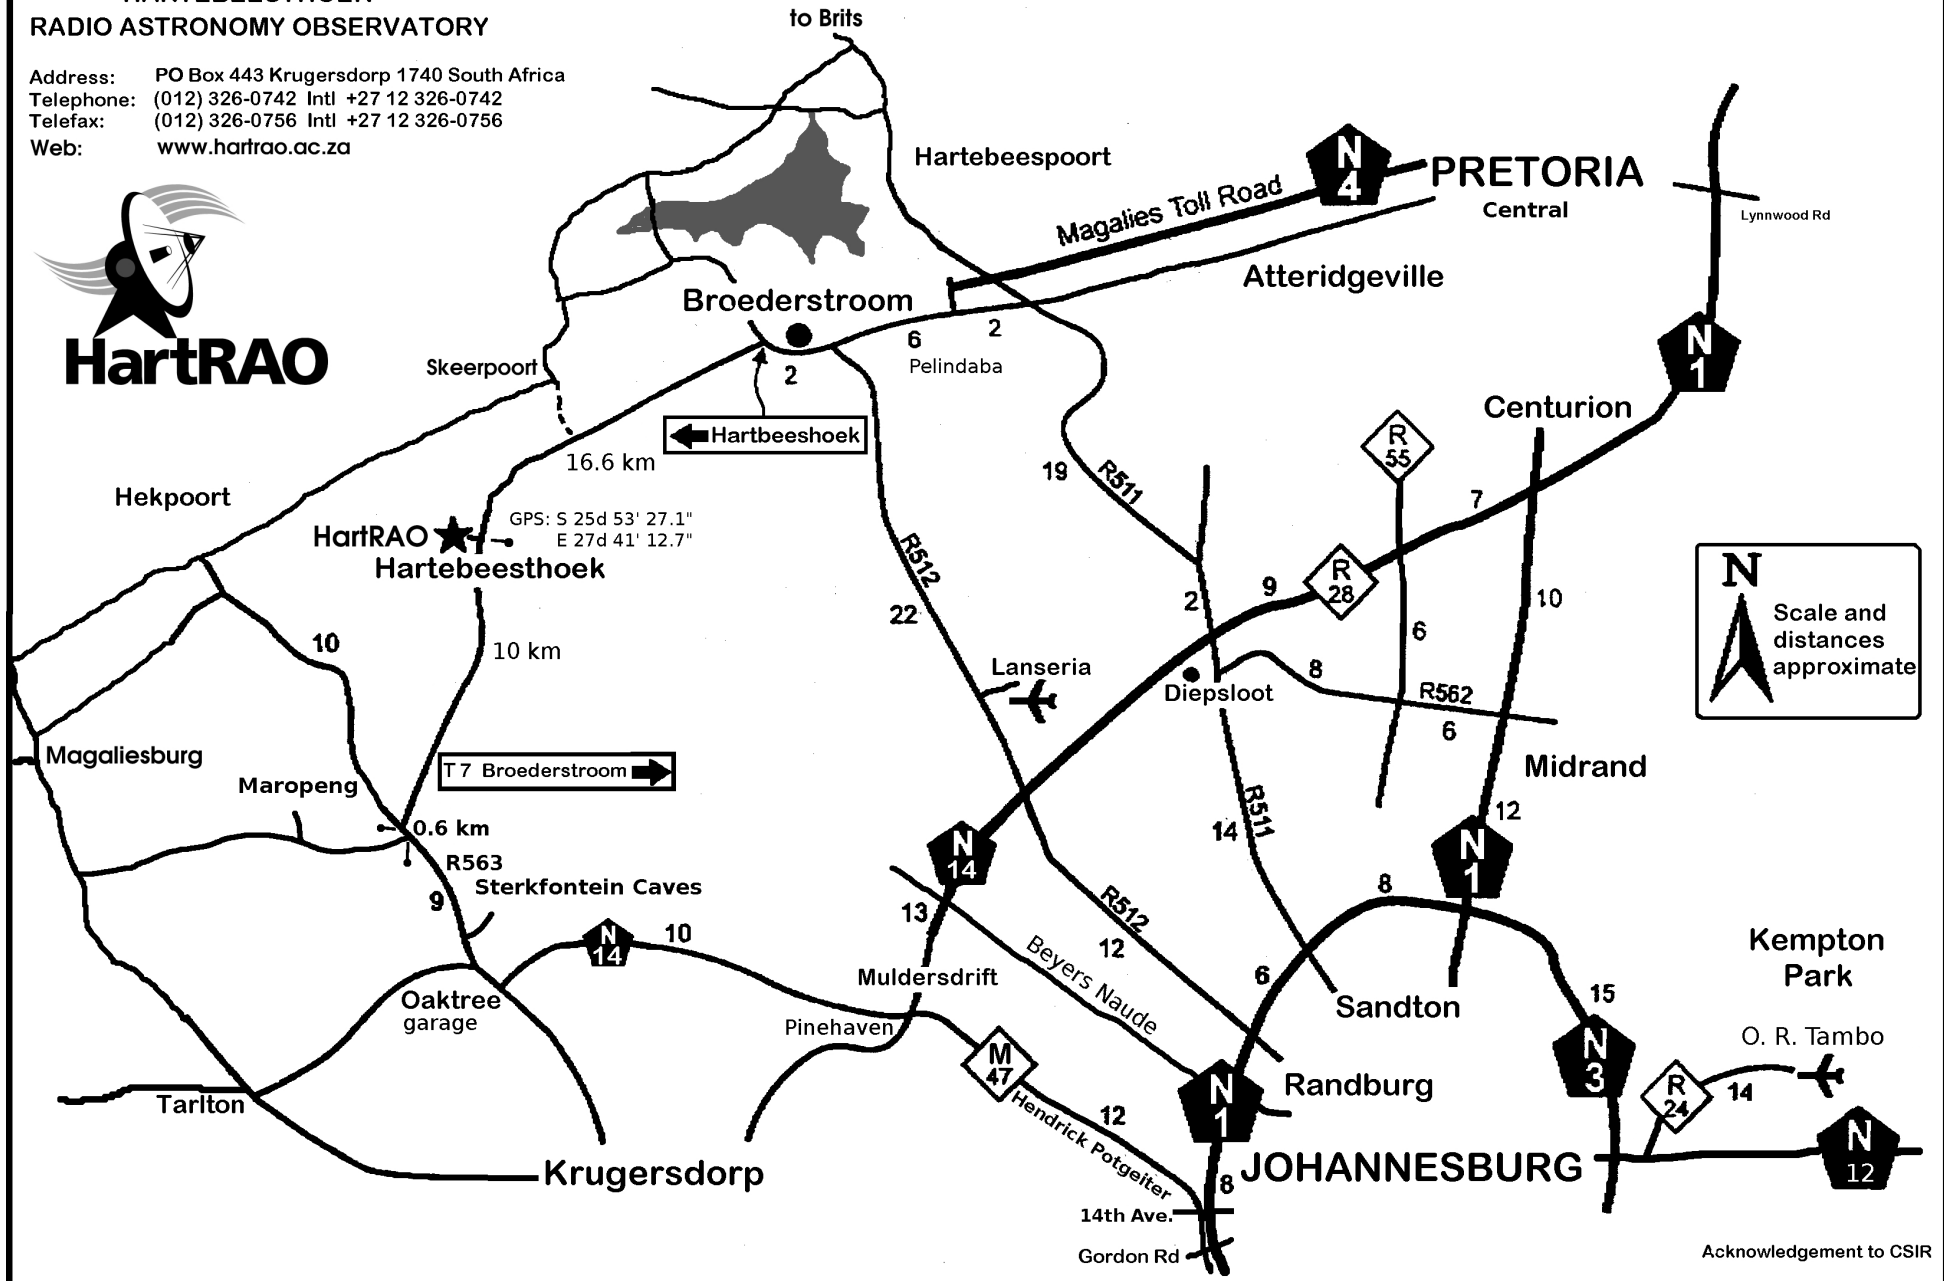 HARTEBEESTHOEK
RADIO ASTRONOMY OBSERVATORY
Address: PO Box 443 Krugersdorp 1740 South Africa
Telephone: (012) 326-0742 Intl +27 12 326-0742
Telefax: (012) 326-0756 Intl +27 12 326-0756
Web: www.hartrao.ac.za
HartRAO
to Brits
Hartebeespoort
Magalies Toll Road
N
4
PRETORIA
Central
Lynnwood Rd
Atteridgeville
Broederstroom
6
2
Pelindaba
2
Skeerpoort
Hartbeeshoek
N
1
Centurion
R
55
7
16.6 km
19
R511
Hekpoort
GPS: S 25d 53' 27.1"
E 27d 41' 12.7"
HartRAO
Hartebeesthoek
R512
22
2
9
R
28
10
6
N
Scale and
distances
approximate
10
10 km
Lanseria
Diepsloot
8
R562
6
Magaliesburg
T 7 Broederstroom
Maropeng
Midrand
12
R511
14
0.6 km
R563
9
Sterkfontein Caves
N
14
N
1
8
13
R512
12
N
14
10
Beyers Naude
Muldersdrift
6
Kempton
Park
Oaktree
garage
Pinehaven
Sandton
15
O. R. Tambo
M
47
N
3
R
24
14
Tarlton
Hendrick Potgeiter
12
N
1
Randburg
Krugersdorp
JOHANNESBURG
N
12
8
14th Ave.
Gordon Rd
Acknowledgement to CSIR